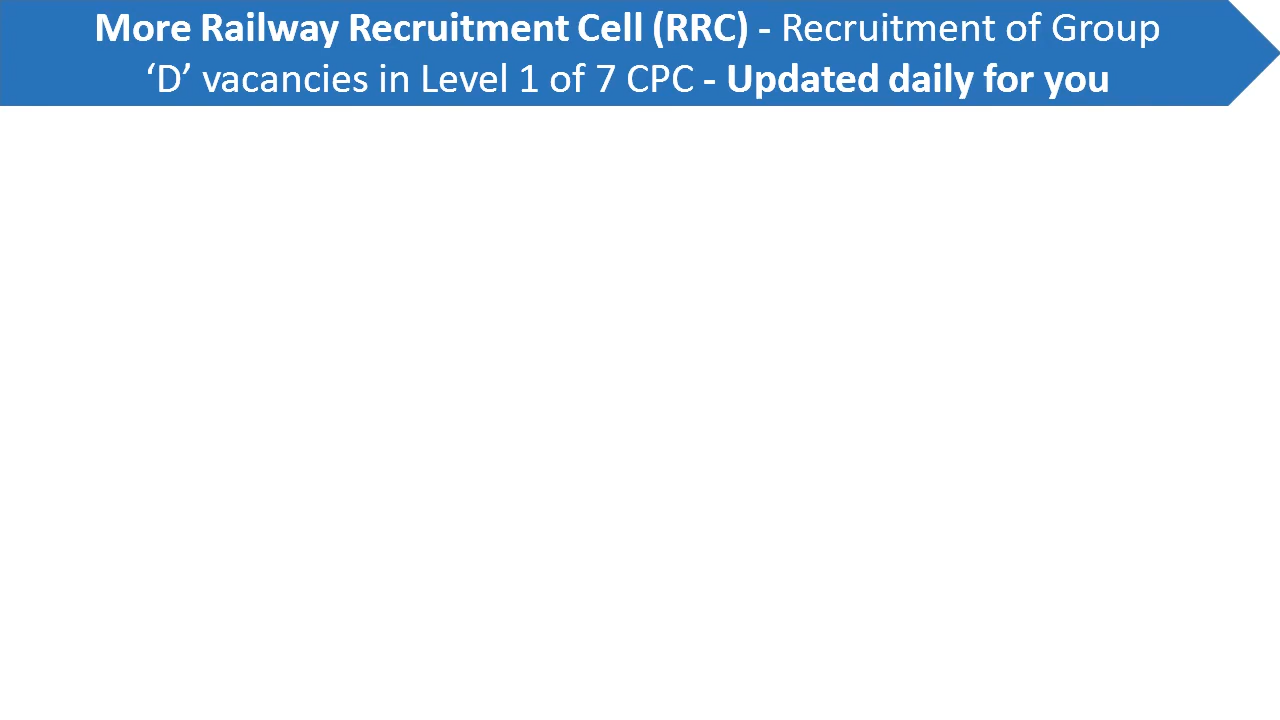 More Railway Recruitment Cell (RRC) - Recruitment of Group
‘D’ vacancies in Level 1 of 7 CPC - Updated daily for you